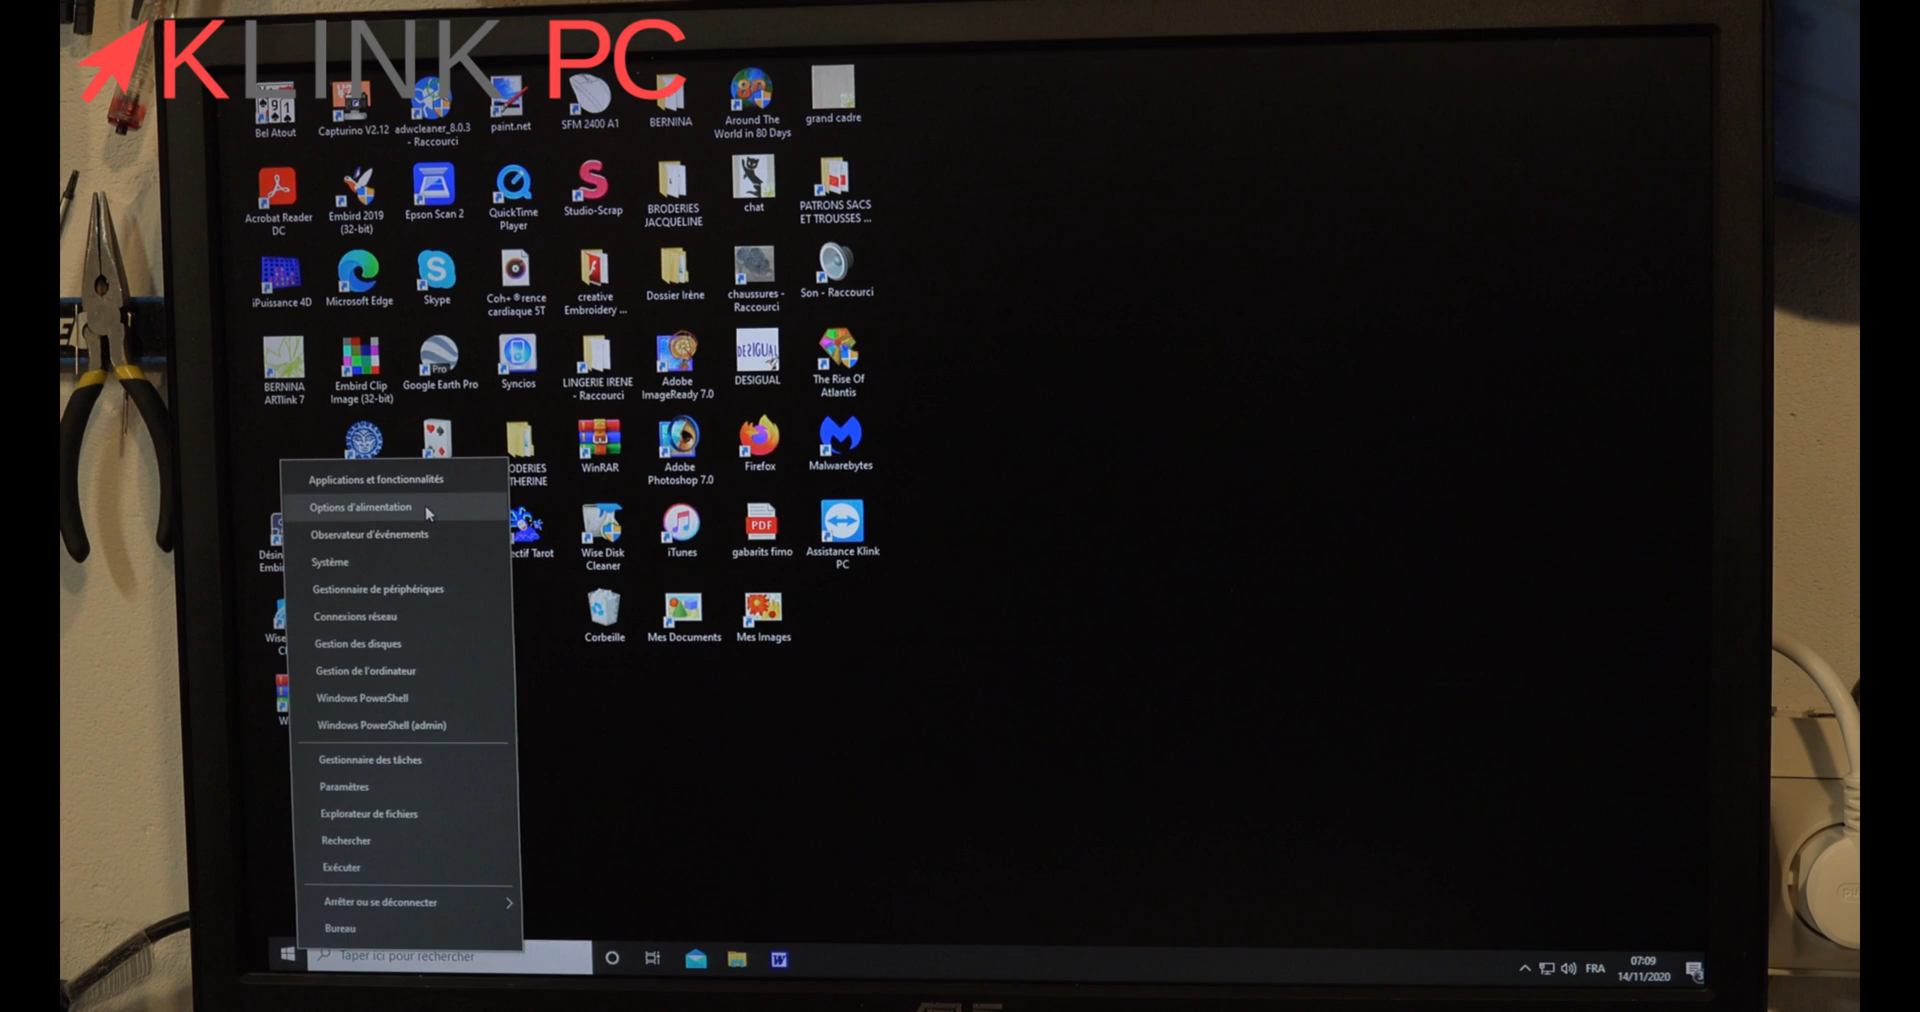 KLINK PC
Bel Atout
Capturino V2.12
adwcleaner_8.0.3
- Raccourci
paint.net
SFM 2400 A1
BERNINA
Around The
World in 80 Days
grand cadre
Acrobat Reader
DC
Embird 2019
(32-bit)
Epson Scan 2
QuickTime
Player
Studio-Scrap
BRODERIES
JACQUELINE
chat
PATRONS SACS
ET TROUSSES ...
iPuissance 4D
Microsoft Edge
Skype
Coh+®rence
cardiaque 5T
creative
Embroidery ...
Dossier Irène
chaussures -
Raccourci
Son - Raccourci
BERNINA
ARTlink 7
Embird Clip
Image (32-bit)
Pro
Google Earth Pro
Syncios
LINGERIE IRENE
- Raccourci
Adobe
ImageReady 7.0
DESIGUAL
DESIGUAL
The Rise Of
Atlantis
ODERIES
THERINE
WinRAR
Adobe
Photoshop 7.0
Firefox
Malwarebytes
Désin
Embi
ectif Tarot
Wise Disk
Cleaner
iTunes
PDF
gabarits fimo
Assistance Klink
PC
Wise
Corbeille
Mes Documents
Mes Images
Applications et fonctionnalités
Options d'alimentation
Observateur d'événements
Système
Gestionnaire de périphériques
Connexions réseau
Gestion des disques
Gestion de l'ordinateur
Windows PowerShell
Windows PowerShell (admin)
Gestionnaire des tâches
Paramètres
Explorateur de fichiers
Rechercher
Exécuter
Arrêter ou se déconnecter
Bureau
Taper ici pour rechercher
W
FRA
07:09
14/11/2020
3